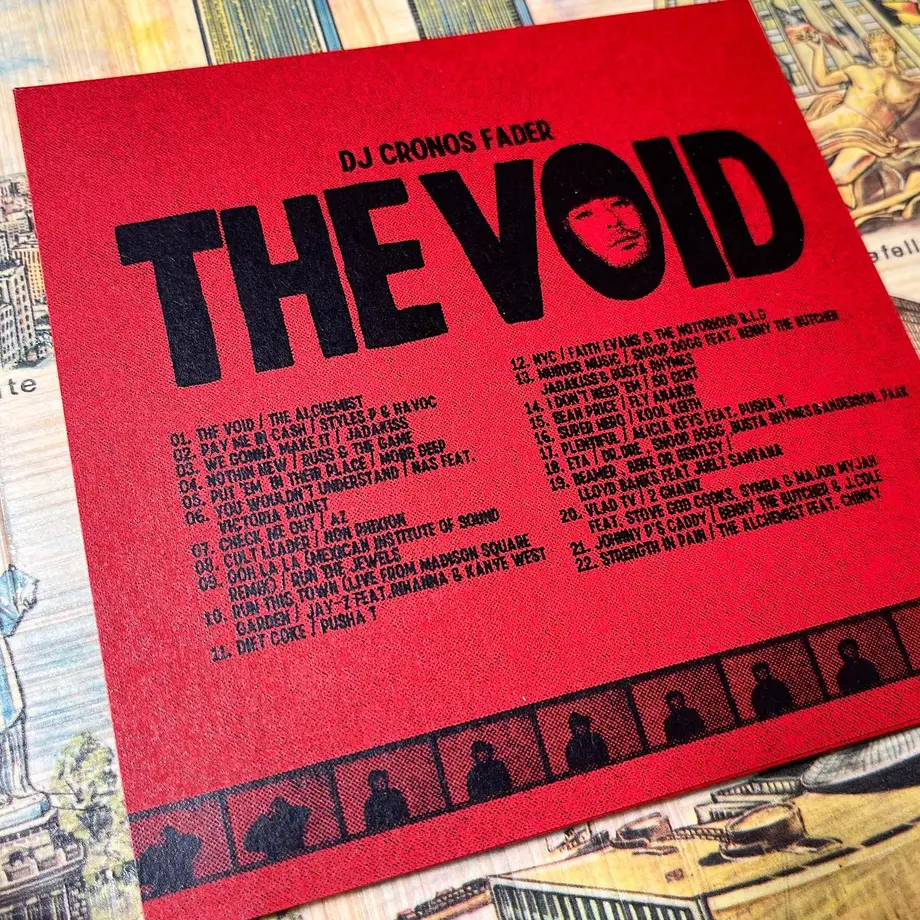 DJ CRONOS FADER
THE VOID
01. THE VOID / THE ALCHEMIST
02. PAY ME IN CASH / STYLES P & HAVOC
03. WE GONNA MAKE IT / JADAKISS
04. NOTHIN NEW / RUSS & THE GAME
05. PUT 'EM IN THEIR PLACE / MOBB DEEP
06. YOU WOULDN'T UNDERSTAND / NAS FEAT.
VICTORIA MONET
07. CHECK ME OUT / AZ
08. CULT LEADER / NON PHIXION
09. OOH LA LA (MEXICAN INSTITUTE OF SOUND
REMIX) / RUN THE JEWELS
10. RUN THIS TOWN (LIVE FROM MADISON SQUARE
GARDEN / JAY-Z FEAT.RIHANNA & KANYE WEST
11. DIET COKE / PUSHA T
12. NYC / FAITH EVANS & THE NOTORIOUS B.I.G
13. MURDER MUSIC / SNOOP DOGG FEAT. BENNY THE BUTCHER
JADAKISS & BUSTA RHYMES
14. I DON'T NEED 'EM / 50 CENT
15. SEAN PRICE / FLY ANAKIN
16. SUPER HERO / KOOL KEITH
17. PLENTIFUL / ALICIA KEYS FEAT. PUSHA T
18. ETA / DR. DRE, SNOOP DOGG ,BUSTA RHYMES & ANDERSON .PAAK
19. BEAMER, BENZ OR BENTLEY /
LLOYD BANKS FEAT JUELZ SANTANA
20. VLAD TV / 2 CHAINZ
FEAT. STOVE GOD COOKS, SYMBA & MAJOR MYJAH
21. JOHNNY P'S CADDY / BENNY THE BUTCHER & J.COLE
22. STRENGTH IN PAIN / THE ALCHEMIST FEAT. CHINKY